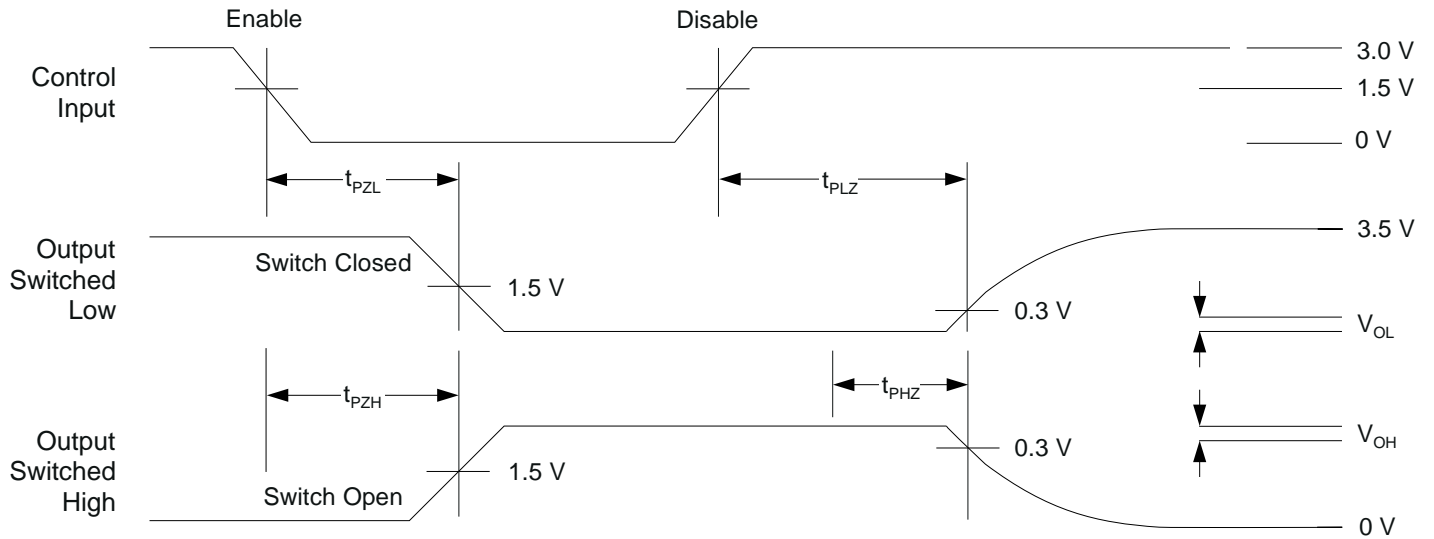 Enable
Disable
Control
Input
3.0 V
1.5 V
0 V
tPZL
tPLZ
Output
Switched
Low
Switch Closed
1.5 V
0.3 V
3.5 V
VOL
tPZH
tPHZ
Output
Switched
High
Switch Open
1.5 V
0.3 V
VOH
0 V